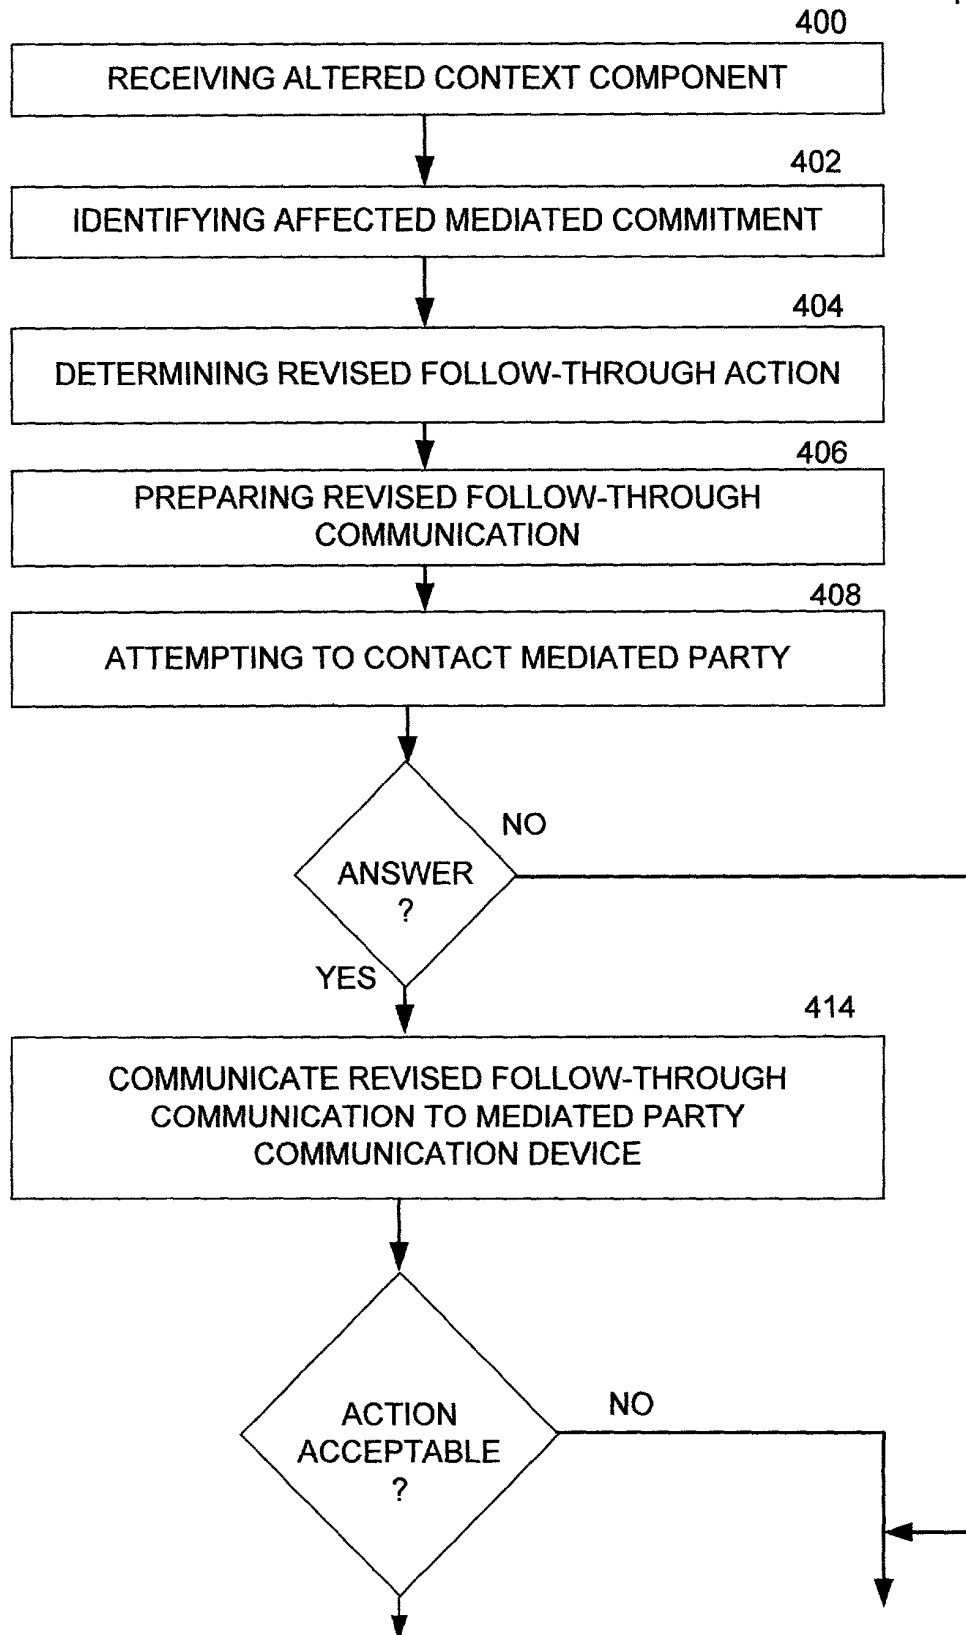 400
RECEIVING ALTERED CONTEXT COMPONENT
402
IDENTIFYING AFFECTED MEDIATED COMMITMENT
404
DETERMINING REVISED FOLLOW-THROUGH ACTION
406
PREPARING REVISED FOLLOW-THROUGH
COMMUNICATION
408
ATTEMPTING TO CONTACT MEDIATED PARTY
NO
ANSWER
?
YES
414
COMMUNICATE REVISED FOLLOW-THROUGH
COMMUNICATION TO MEDIATED PARTY
COMMUNICATION DEVICE
NO
ACTION
ACCEPTABLE
?